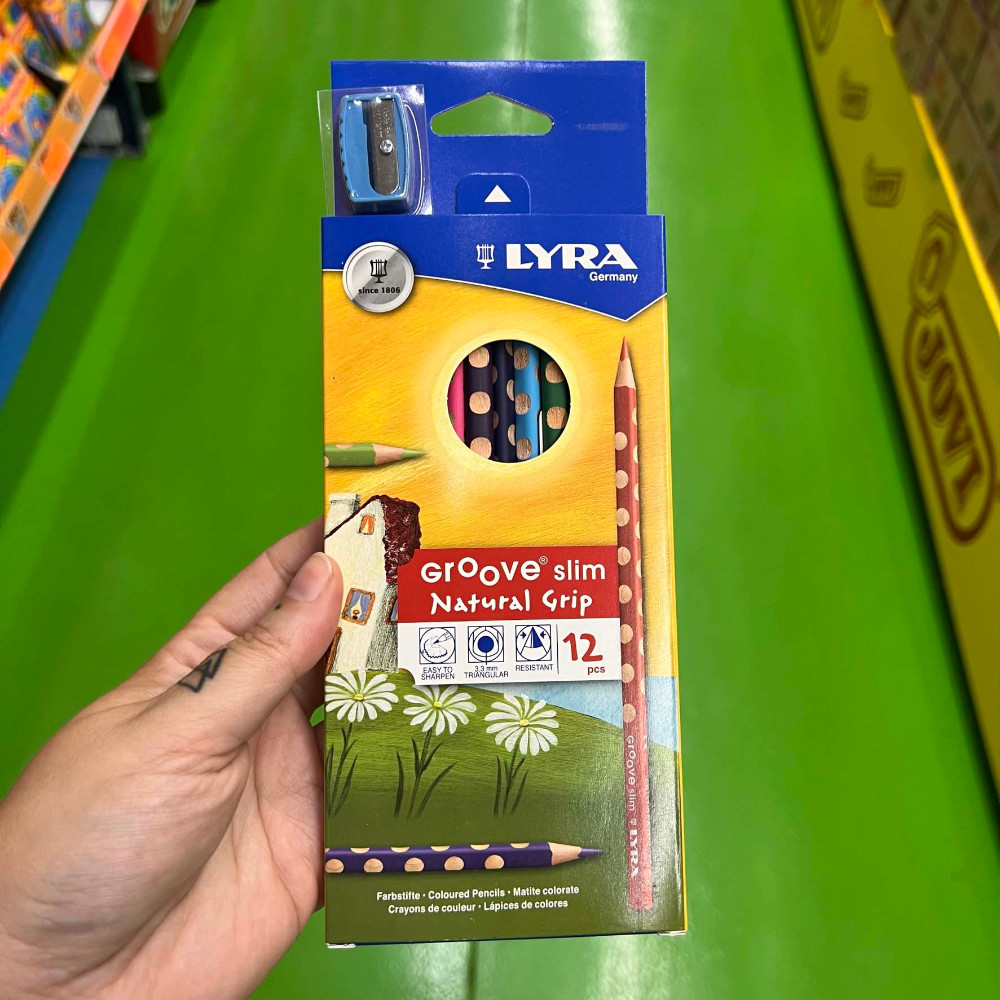 LYRA
Germany
since 1806
GROOVE® slim
Natural Grip
EASY TO
SHARPEN
3.3 mm
TRIANGULAR
RESISTANT
12
pcs
GROOVE slim LYRA
Farbstifte • Coloured Pencils • Matite colorate
Crayons de couleur • Lápices de colores
JOVI